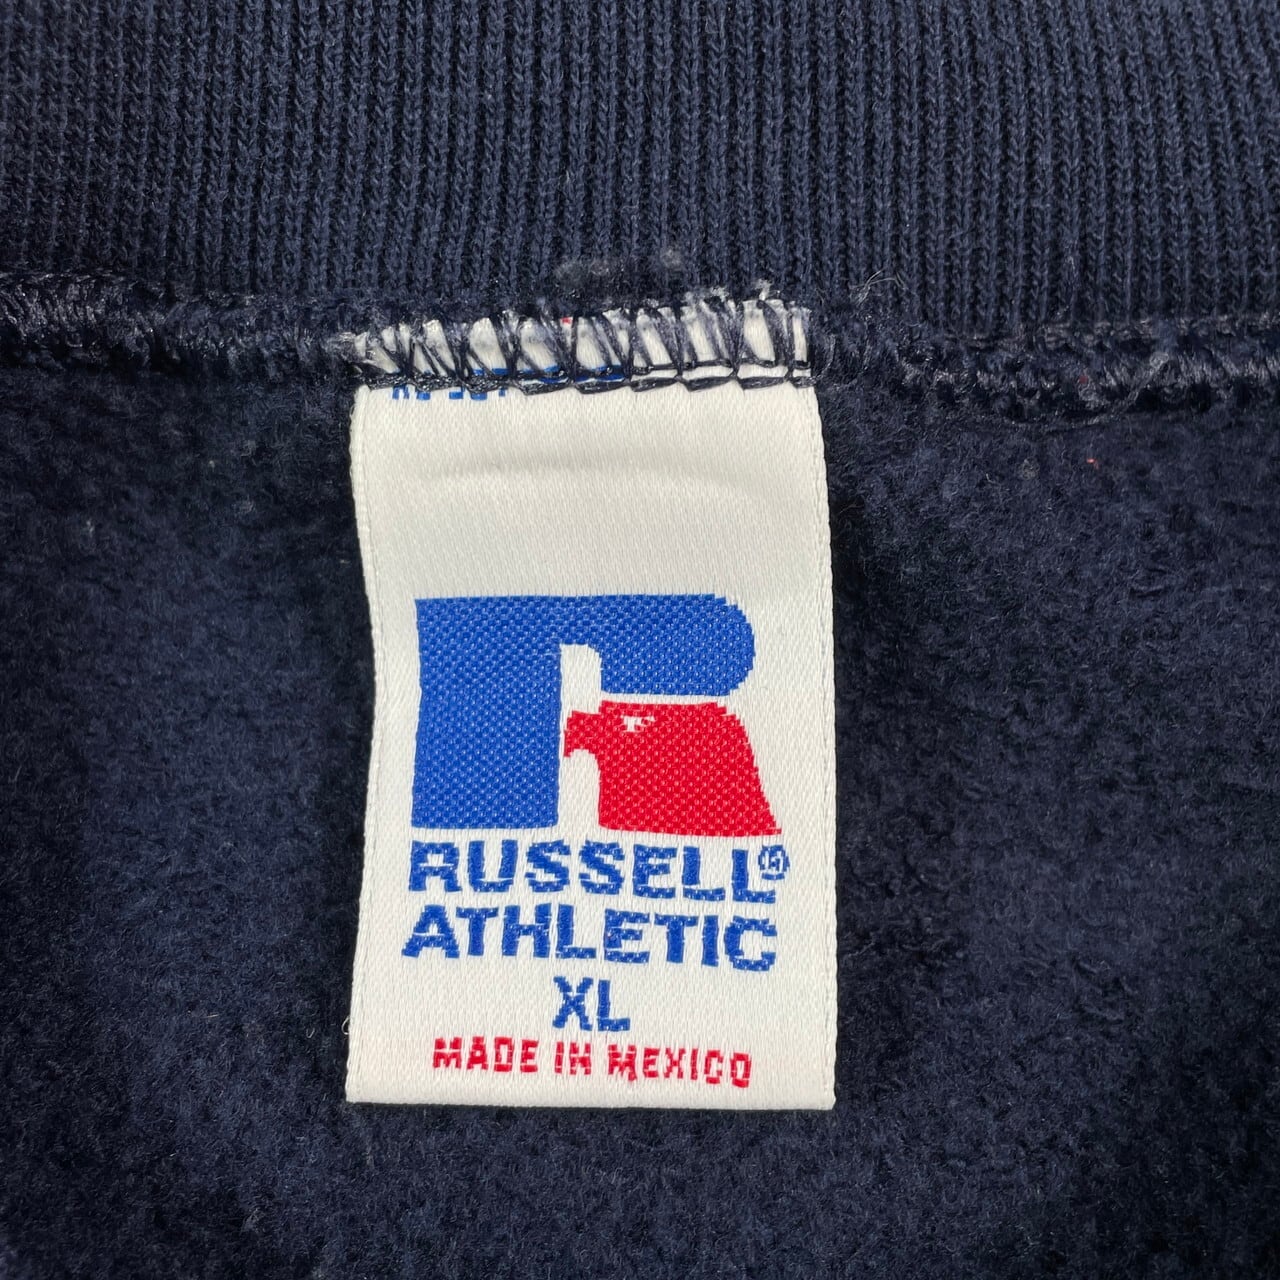 RUSSELL®
ATHLETIC
XL
MADE IN MEXICO